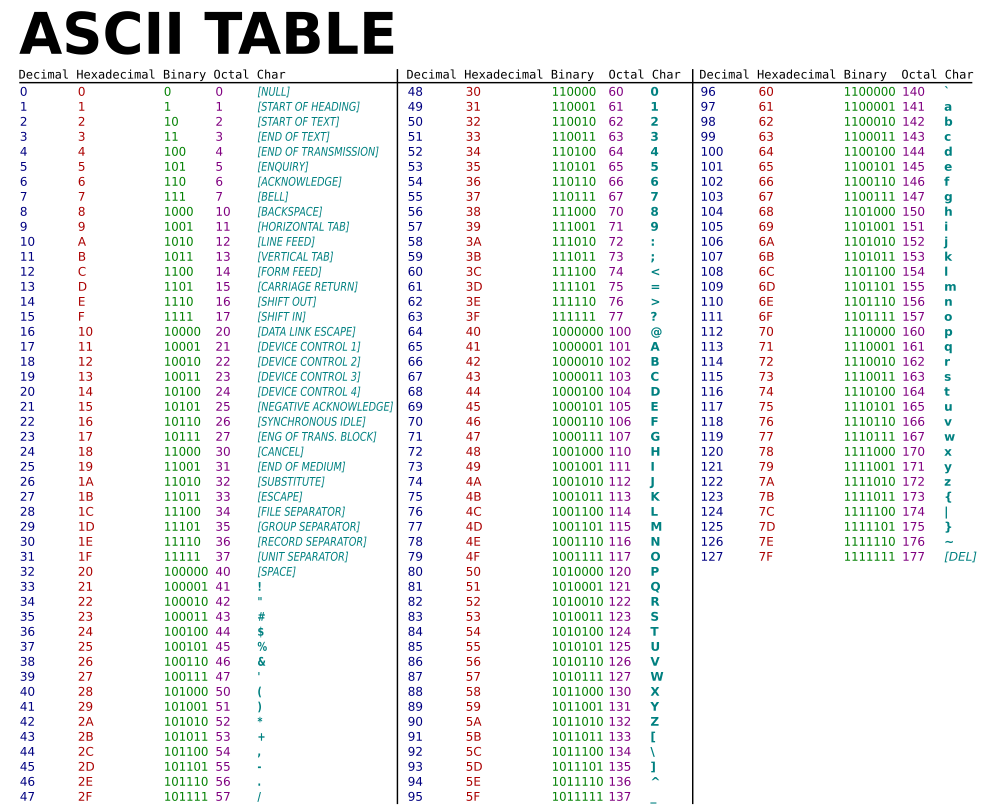 ASCII TABLE
Decimal Hexadecimal Binary Octal Char Decimal Hexadecimal Binary Octal Char Decimal Hexadecimal Binary Octal Char
0 0 0 0 [NULL] 48 30 110000 60 0 96 60 1100000 140 `
1 1 1 1 [START OF HEADING] 49 31 110001 61 1 97 61 1100001 141 a
2 2 10 2 [START OF TEXT] 50 32 110010 62 2 98 62 1100010 142 b
3 3 11 3 [END OF TEXT] 51 33 110011 63 3 99 63 1100011 143 c
4 4 100 4 [END OF TRANSMISSION] 52 34 110100 64 4 100 64 1100100 144 d
5 5 101 5 [ENQUIRY] 53 35 110101 65 5 101 65 1100101 145 e
6 6 110 6 [ACKNOWLEDGE] 54 36 110110 66 6 102 66 1100110 146 f
7 7 111 7 [BELL] 55 37 110111 67 7 103 67 1100111 147 g
8 8 1000 10 [BACKSPACE] 56 38 111000 70 8 104 68 1101000 150 h
9 9 1001 11 [HORIZONTAL TAB] 57 39 111001 71 9 105 69 1101001 151 i
10 A 1010 12 [LINE FEED] 58 3A 111010 72 : 106 6A 1101010 152 j
11 B 1011 13 [VERTICAL TAB] 59 3B 111011 73 ; 107 6B 1101011 153 k
12 C 1100 14 [FORM FEED] 60 3C 111100 74 < 108 6C 1101100 154 l
13 D 1101 15 [CARRIAGE RETURN] 61 3D 111101 75 = 109 6D 1101101 155 m
14 E 1110 16 [SHIFT OUT] 62 3E 111110 76 > 110 6E 1101110 156 n
15 F 1111 17 [SHIFT IN] 63 3F 111111 77 ? 111 6F 1101111 157 o
16 10 10000 20 [DATA LINK ESCAPE] 64 40 1000000 100 @ 112 70 1110000 160 p
17 11 10001 21 [DEVICE CONTROL 1] 65 41 1000001 101 A 113 71 1110001 161 q
18 12 10010 22 [DEVICE CONTROL 2] 66 42 1000010 102 B 114 72 1110010 162 r
19 13 10011 23 [DEVICE CONTROL 3] 67 43 1000011 103 C 115 73 1110011 163 s
20 14 10100 24 [DEVICE CONTROL 4] 68 44 1000100 104 D 116 74 1110100 164 t
21 15 10101 25 [NEGATIVE ACKNOWLEDGE] 69 45 1000101 105 E 117 75 1110101 165 u
22 16 10110 26 [SYNCHRONOUS IDLE] 70 46 1000110 106 F 118 76 1110110 166 v
23 17 10111 27 [ENG OF TRANS. BLOCK] 71 47 1000111 107 G 119 77 1110111 167 w
24 18 11000 30 [CANCEL] 72 48 1001000 110 H 120 78 1111000 170 x
25 19 11001 31 [END OF MEDIUM] 73 49 1001001 111 I 121 79 1111001 171 y
26 1A 11010 32 [SUBSTITUTE] 74 4A 1001010 112 J 122 7A 1111010 172 z
27 1B 11011 33 [ESCAPE] 75 4B 1001011 113 K 123 7B 1111011 173 {
28 1C 11100 34 [FILE SEPARATOR] 76 4C 1001100 114 L 124 7C 1111100 174 |
29 1D 11101 35 [GROUP SEPARATOR] 77 4D 1001101 115 M 125 7D 1111101 175 }
30 1E 11110 36 [RECORD SEPARATOR] 78 4E 1001110 116 N 126 7E 1111110 176 ~
31 1F 11111 37 [UNIT SEPARATOR] 79 4F 1001111 117 O 127 7F 1111111 177 [DEL]
32 20 100000 40 [SPACE] 80 50 1010000 120 P
33 21 100001 41 ! 81 51 1010001 121 Q
34 22 100010 42 " 82 52 1010010 122 R
35 23 100011 43 # 83 53 1010011 123 S
36 24 100100 44 $ 84 54 1010100 124 T
37 25 100101 45 % 85 55 1010101 125 U
38 26 100110 46 & 86 56 1010110 126 V
39 27 100111 47 ' 87 57 1010111 127 W
40 28 101000 50 ( 88 58 1011000 130 X
41 29 101001 51 ) 89 59 1011001 131 Y
42 2A 101010 52 * 90 5A 1011010 132 Z
43 2B 101011 53 + 91 5B 1011011 133 [
44 2C 101100 54 , 92 5C 1011100 134 \
45 2D 101101 55 - 93 5D 1011101 135 ]
46 2E 101110 56 . 94 5E 1011110 136 ^
47 2F 101111 57 / 95 5F 1011111 137 _